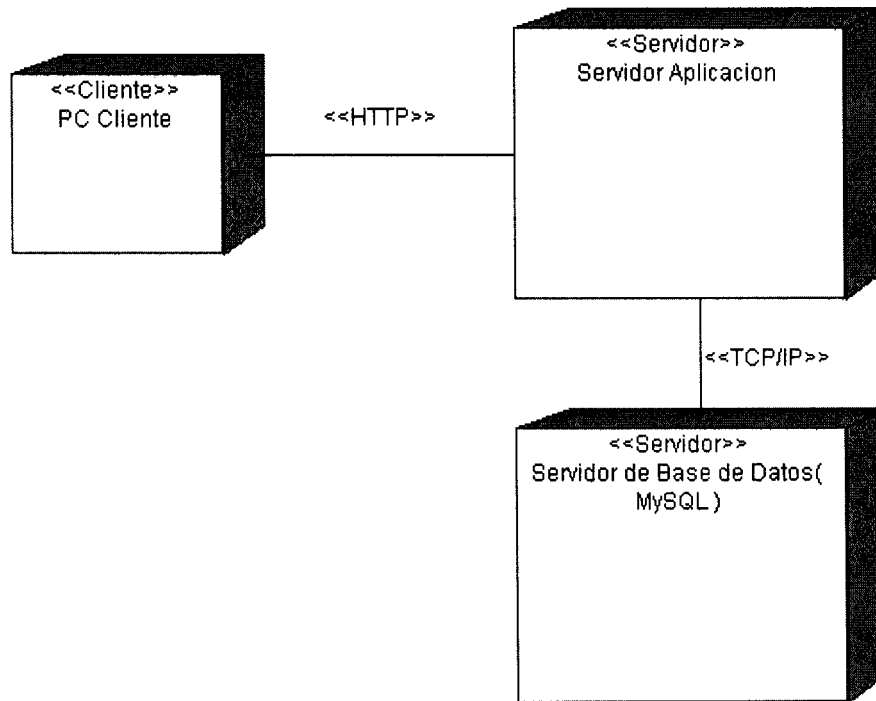 <<Cliente>>
PC Cliente
<<HTTP>>
<<Servidor>>
Servidor Aplicacion
<<TCP/IP>>
<<Servidor>>
Servidor de Base de Datos(
MySQL)